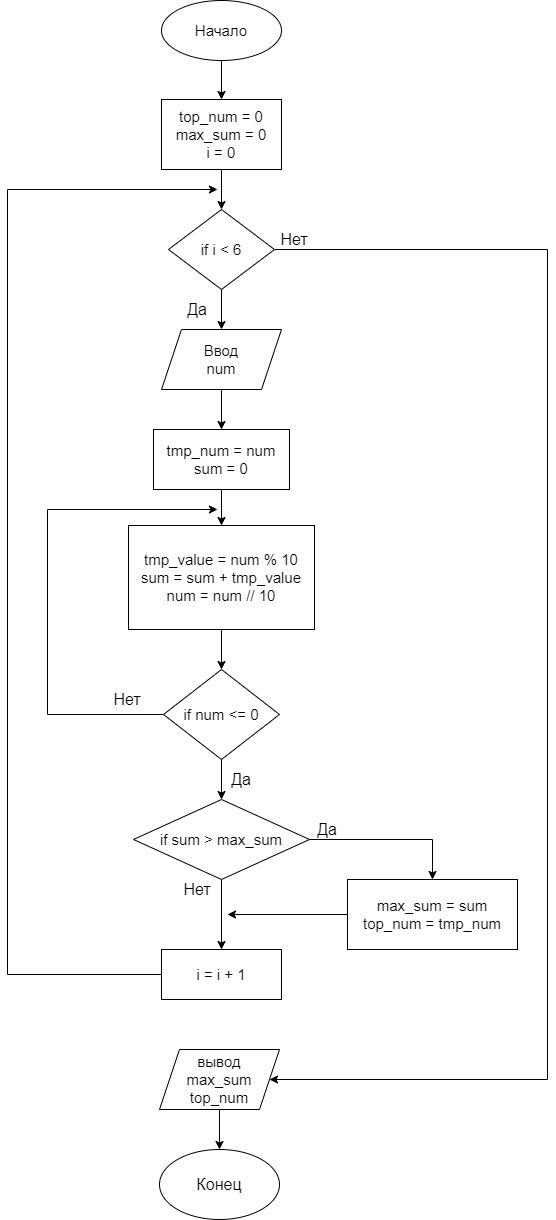 Начало
top_num = 0
max_sum = 0
i = 0
if i < 6
Нет
Да
Ввод
num
tmp_num = num
sum = 0
tmp_value = num % 10
sum = sum + tmp_value
num = num // 10
Нет
if num <= 0
Да
if sum > max_sum
Да
Нет
max_sum = sum
top_num = tmp_num
i = i + 1
вывод
max_sum
top_num
Конец